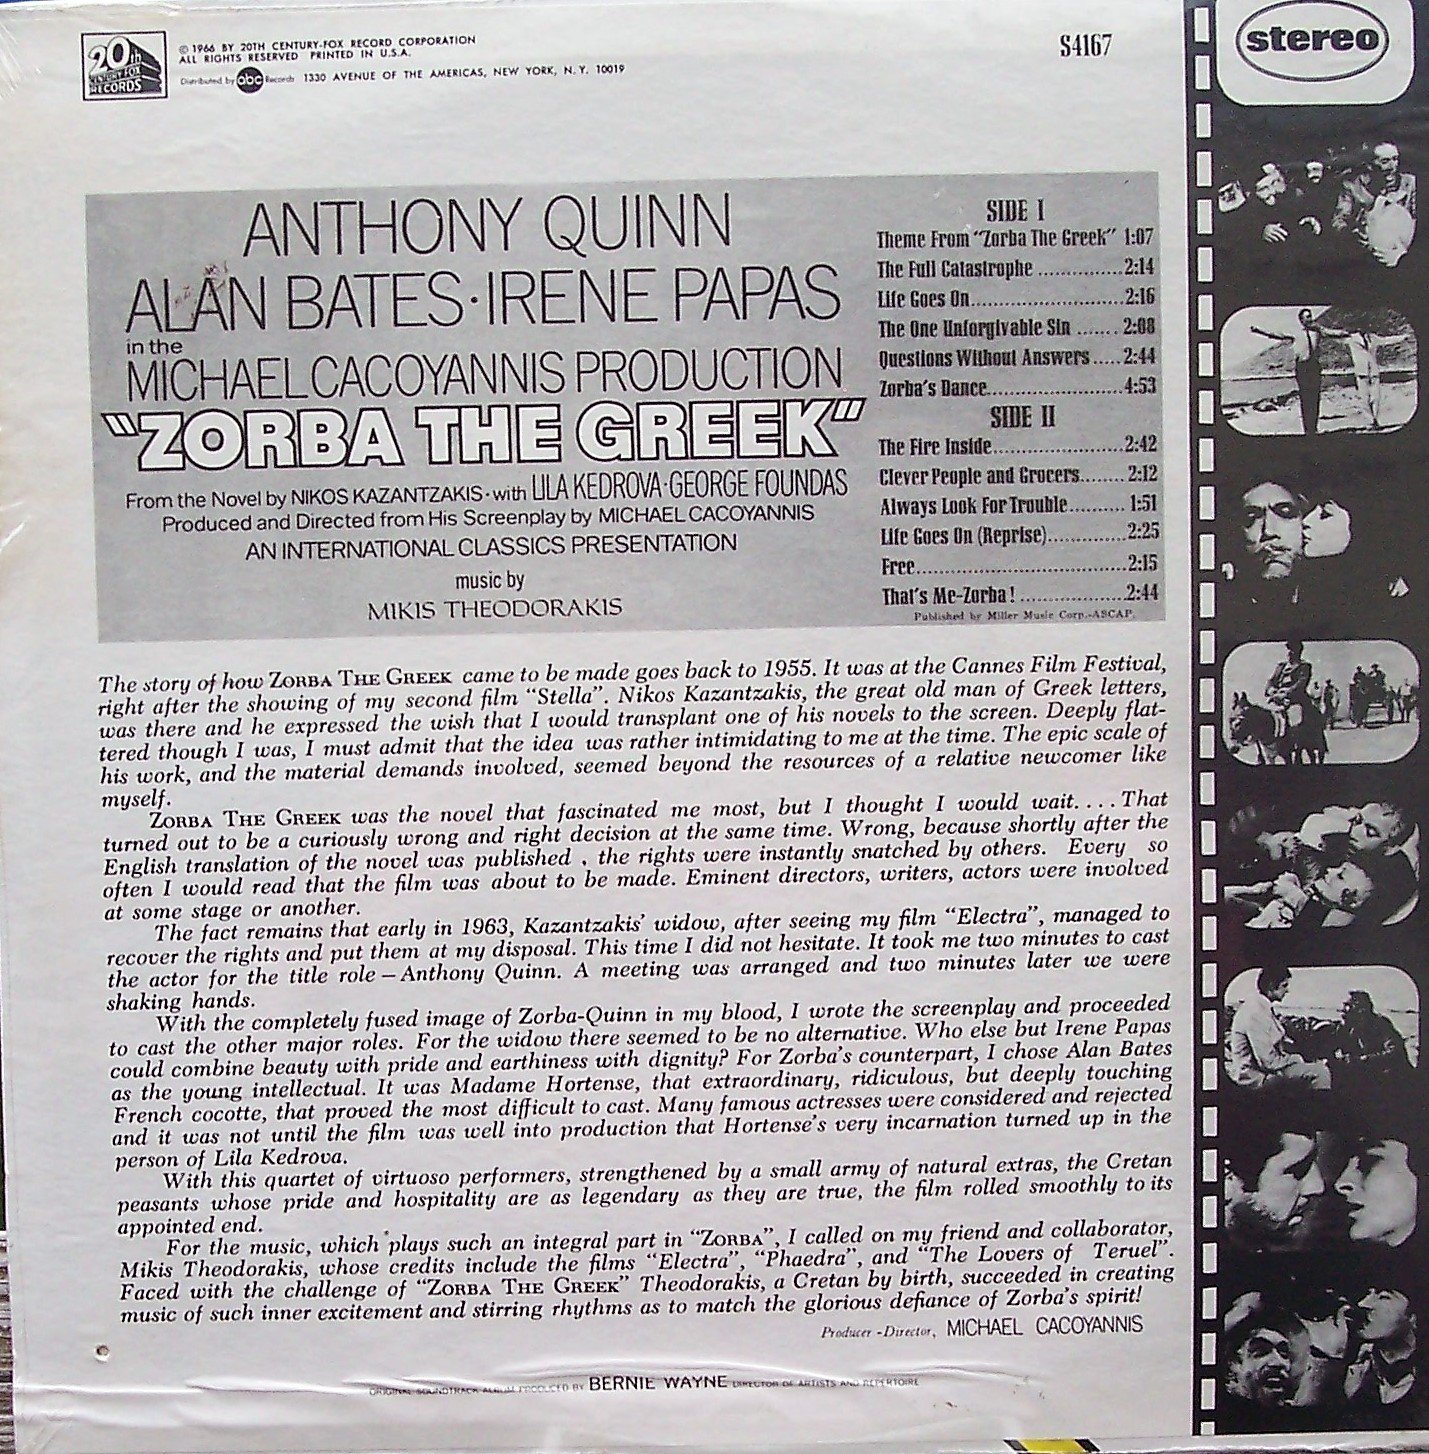 20th CENTURY-FOX RECORDS
© 1966 BY 20TH CENTURY-FOX RECORD CORPORATION
ALL RIGHTS RESERVED PRINTED IN U.S.A.
Distributed by abc Records 1330 AVENUE OF THE AMERICAS, NEW YORK, N. Y. 10019
S4167
stereo
ANTHONY QUINN
ALAN BATES·IRENE PAPAS
in the
MICHAEL CACOYANNIS PRODUCTION
"ZORBA THE GREEK"
From the Novel by NIKOS KAZANTZAKIS·with LILA KEDROVA·GEORGE FOUNDAS
Produced and Directed from His Screenplay by MICHAEL CACOYANNIS
AN INTERNATIONAL CLASSICS PRESENTATION
music by
MIKIS THEODORAKIS
SIDE I
Theme From "Zorba The Greek" 1:07
The Full Catastrophe ...............2:14
Life Goes On...........................2:16
The One Unforgivable Sin .......2:08
Questions Without Answers .....2:44
Zorba's Dance........................4:53
SIDE II
The Fire Inside.......................2:42
Clever People and Grocers........2:12
Always Look For Trouble..........1:51
Life Goes On (Reprise)..............2:25
Free.....................................2:15
That's Me-Zorba! ...................2:44
Published by Miller Music Corp.-ASCAP.
The story of how ZORBA THE GREEK came to be made goes back to 1955. It was at the Cannes Film Festival,
right after the showing of my second film "Stella". Nikos Kazantzakis, the great old man of Greek letters,
was there and he expressed the wish that I would transplant one of his novels to the screen. Deeply flat-
tered though I was, I must admit that the idea was rather intimidating to me at the time. The epic scale of
his work, and the material demands involved, seemed beyond the resources of a relative newcomer like
myself.
ZORBA THE GREEK was the novel that fascinated me most, but I thought I would wait. . . . That
turned out to be a curiously wrong and right decision at the same time. Wrong, because shortly after the
English translation of the novel was published , the rights were instantly snatched by others. Every so
often I would read that the film was about to be made. Eminent directors, writers, actors were involved
at some stage or another.
The fact remains that early in 1963, Kazantzakis' widow, after seeing my film "Electra", managed to
recover the rights and put them at my disposal. This time I did not hesitate. It took me two minutes to cast
the actor for the title role – Anthony Quinn. A meeting was arranged and two minutes later we were
shaking hands.
With the completely fused image of Zorba-Quinn in my blood, I wrote the screenplay and proceeded
to cast the other major roles. For the widow there seemed to be no alternative. Who else but Irene Papas
could combine beauty with pride and earthiness with dignity? For Zorba's counterpart, I chose Alan Bates
as the young intellectual. It was Madame Hortense, that extraordinary, ridiculous, but deeply touching
French cocotte, that proved the most difficult to cast. Many famous actresses were considered and rejected
and it was not until the film was well into production that Hortense's very incarnation turned up in the
person of Lila Kedrova.
With this quartet of virtuoso performers, strengthened by a small army of natural extras, the Cretan
peasants whose pride and hospitality are as legendary as they are true, the film rolled smoothly to its
appointed end.
For the music, which plays such an integral part in "ZORBA", I called on my friend and collaborator,
Mikis Theodorakis, whose credits include the films "Electra", "Phaedra", and "The Lovers of Teruel".
Faced with the challenge of "ZORBA THE GREEK" Theodorakis, a Cretan by birth, succeeded in creating
music of such inner excitement and stirring rhythms as to match the glorious defiance of Zorba's spirit!
Producer -Director, MICHAEL CACOYANNIS
ORIGINAL SOUNDTRACK ALBUM PRODUCED BY BERNIE WAYNE DIRECTOR OF ARTISTS AND REPERTOIRE